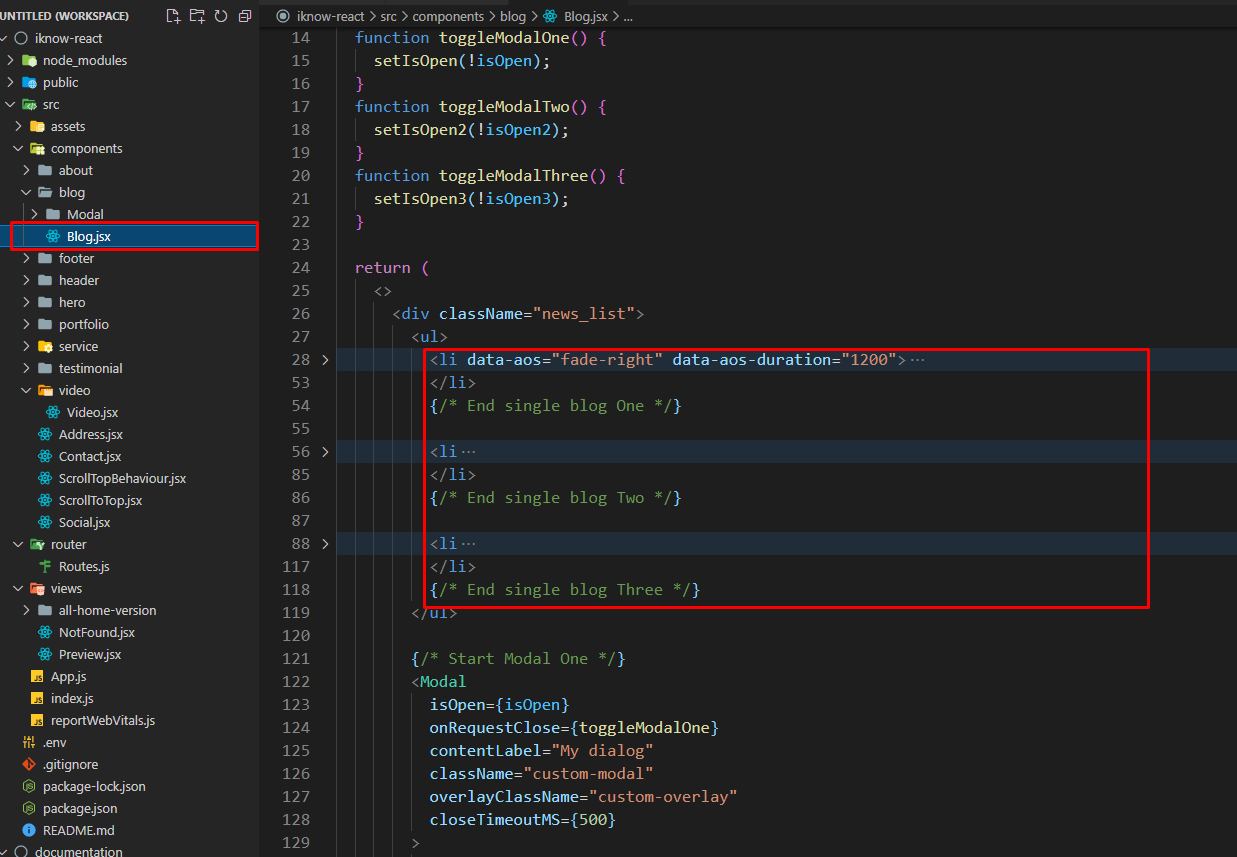 UNTITLED (WORKSPACE)
iknow-react
node_modules
public
src
assets
components
about
blog
Modal
Blog.jsx
footer
header
hero
portfolio
service
testimonial
video
Video.jsx
Address.jsx
Contact.jsx
ScrollTopBehaviour.jsx
ScrollToTop.jsx
Social.jsx
router
Routes.js
views
all-home-version
NotFound.jsx
Preview.jsx
App.js
index.js
reportWebVitals.js
.env
.gitignore
package-lock.json
package.json
README.md
documentation
iknow-react > src > components > blog > Blog.jsx > ...
14 function toggleModalOne() {
15 setIsOpen(!isOpen);
16 }
17 function toggleModalTwo() {
18 setIsOpen2(!isOpen2);
19 }
20 function toggleModalThree() {
21 setIsOpen3(!isOpen3);
22 }
23
24 return (
25 <>
26 <div className="news_list">
27 <ul>
28 > <li data-aos="fade-right" data-aos-duration="1200">···
53 </li>
54 {/* End single blog One */}
55
56 > <li···
85 </li>
86 {/* End single blog Two */}
87
88 > <li···
117 </li>
118 {/* End single blog Three */}
119 </ul>
120
121 {/* Start Modal One */}
122 <Modal
123 isOpen={isOpen}
124 onRequestClose={toggleModalOne}
125 contentLabel="My dialog"
126 className="custom-modal"
127 overlayClassName="custom-overlay"
128 closeTimeoutMS={500}
129 >